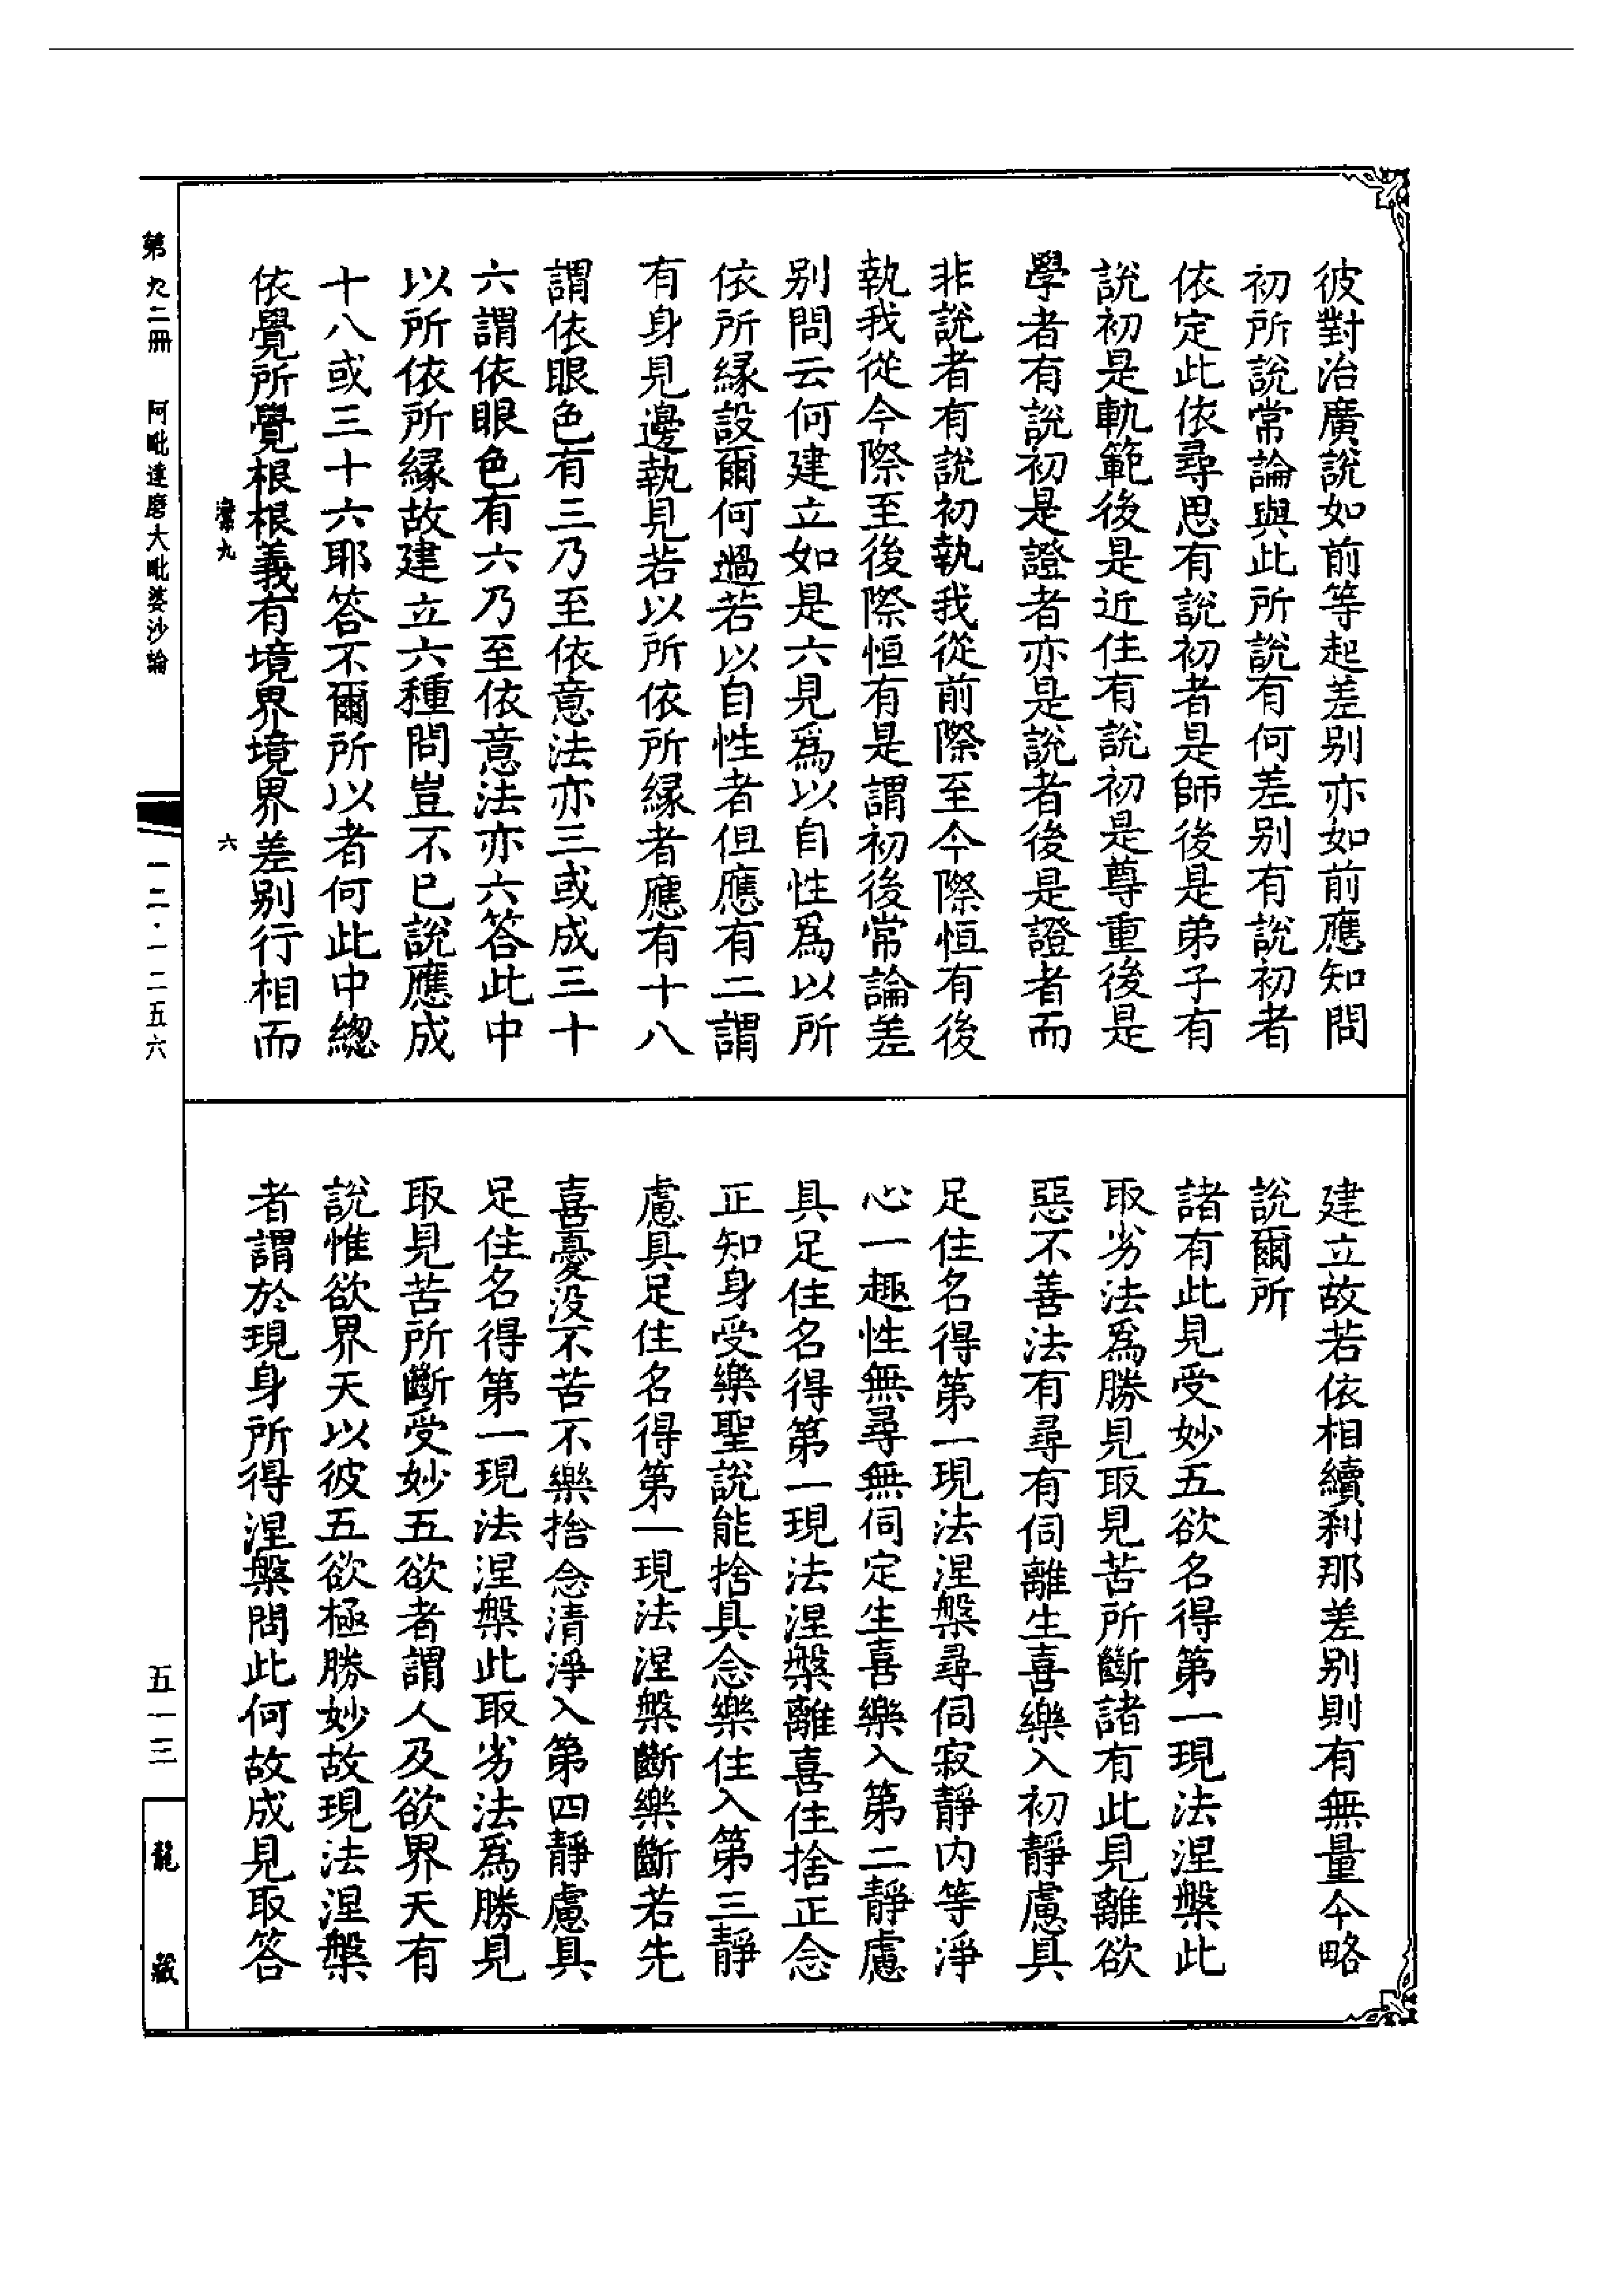 彼對治廣說如前等起差别亦如前應知問
初所說常論與此所說有何差别有說初者
依定此依尋思有說初者是師後是弟子有
說初是軌範後是近住有說初是尊重後是
學者有說初是證者亦是說者後是證者而
非說者有說初執我從前際至今際恒有後
執我從今際至後際恒有是謂初後常論差
别問云何建立如是六見爲以自性爲以所
依所縁設爾何過若以自性者但應有二謂
有身見邊執見若以所依所縁者應有十八
謂依眼色有三乃至依意法亦三或成三十
六謂依眼色有六乃至依意法亦六答此中
以所依所縁故建立六種問豈不已說應成
十八或三十六耶答不爾所以者何此中總
依覺所覺根根義有境界境界差别行相而
建立故若依相續刹那差别則有無量今略
說爾所
諸有此見受妙五欲名得第一現法涅槃此
取劣法爲勝見取見苦所斷諸有此見離欲
惡不善法有尋有伺離生喜樂入初靜慮具
足住名得第一現法涅槃尋伺寂靜内等淨
心一趣性無尋無伺定生喜樂入第二靜慮
具足住名得第一現法涅槃離喜住捨正念
正知身受樂聖說能捨具念樂住入第三靜
慮具足住名得第一現法涅槃斷樂斷若先
喜憂没不苦不樂捨念清淨入第四靜慮具
足住名得第一現法涅槃此取劣法爲勝見
取見苦所斷受妙五欲者謂人及欲界天有
說惟欲界天以彼五欲極勝妙故現法涅槃
者謂於現身所得涅槃問此何故成見取答
九
六
第九二冊 阿毗達磨大毗婆沙論
一二·一二五六
五一三
龍藏